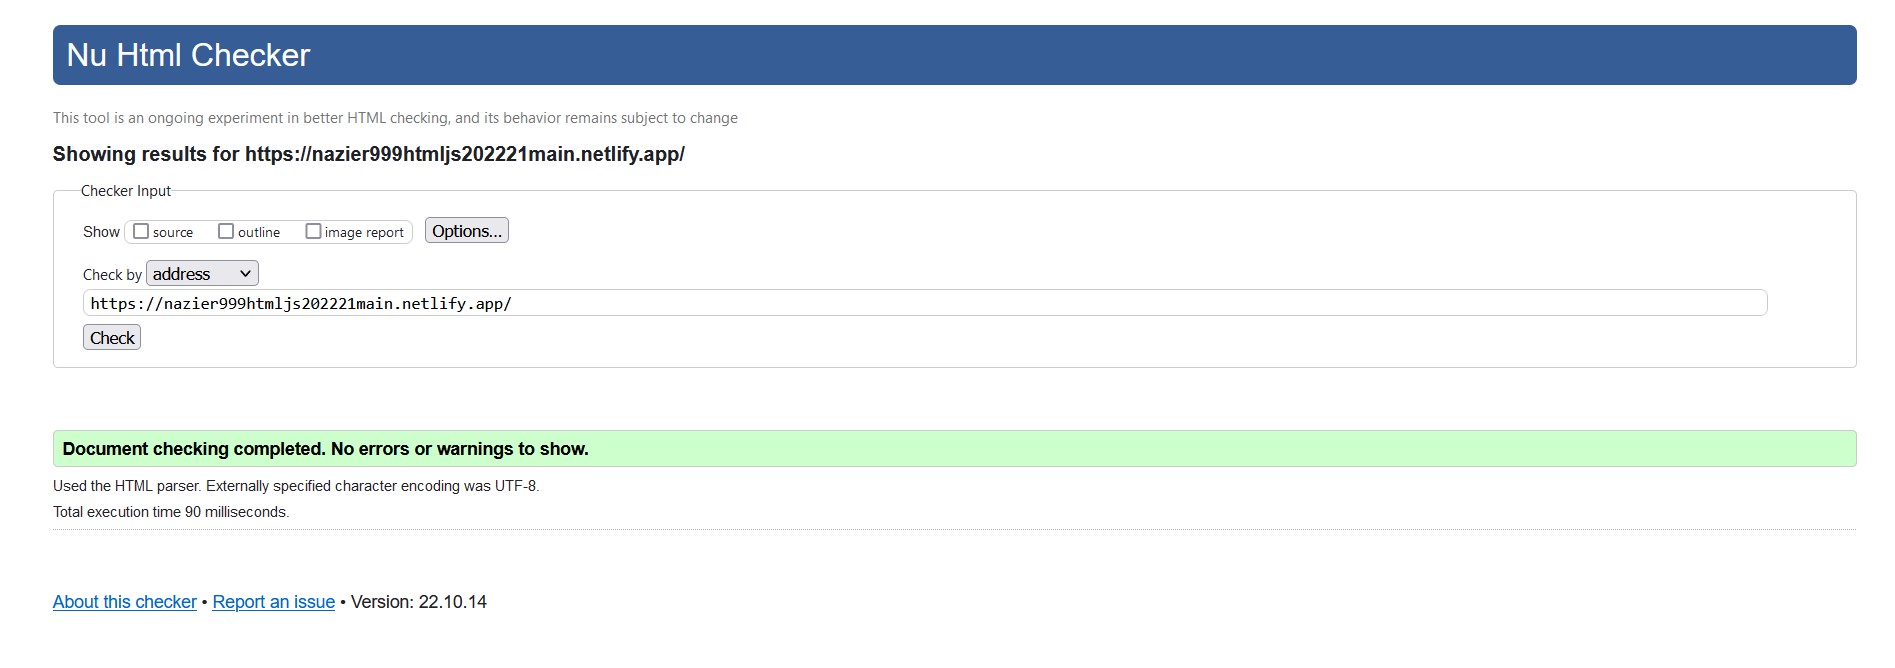 Nu Html Checker
This tool is an ongoing experiment in better HTML checking, and its behavior remains subject to change
Showing results for https://nazier999htmljs202221main.netlify.app/
Checker Input
Show source outline image report Options...
Check by address
https://nazier999htmljs202221main.netlify.app/
Check
Document checking completed. No errors or warnings to show.
Used the HTML parser. Externally specified character encoding was UTF-8.
Total execution time 90 milliseconds.
About this checker • Report an issue • Version: 22.10.14